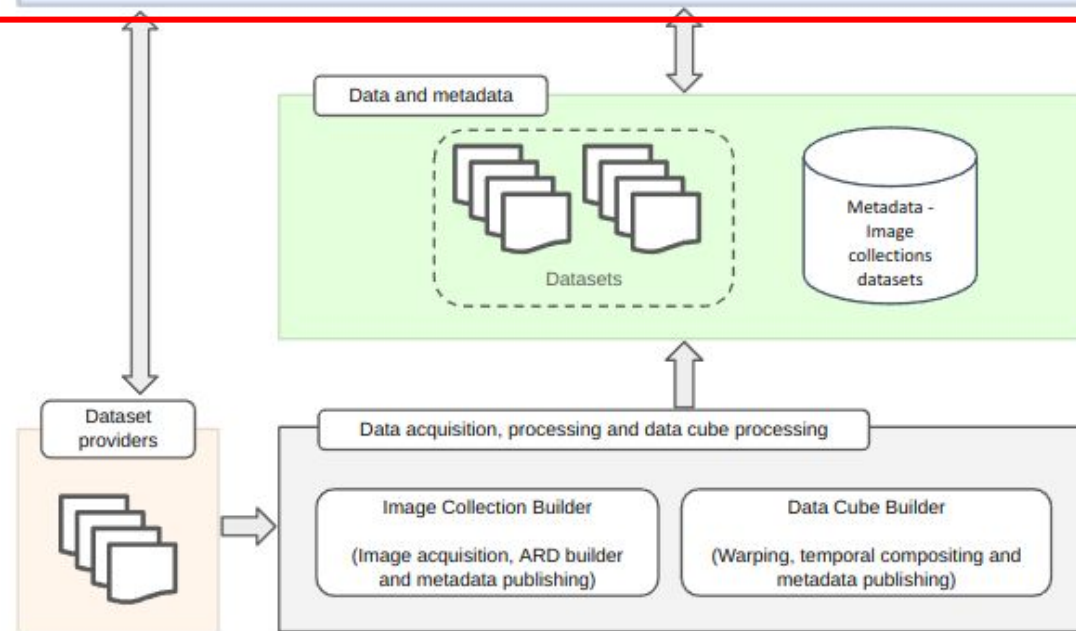 Data and metadata
Datasets
Metadata -
Image
collections
datasets
Dataset
providers
Data acquisition, processing and data cube processing
Image Collection Builder
(Image acquisition, ARD builder
and metadata publishing)
Data Cube Builder
(Warping, temporal compositing and
metadata publishing)